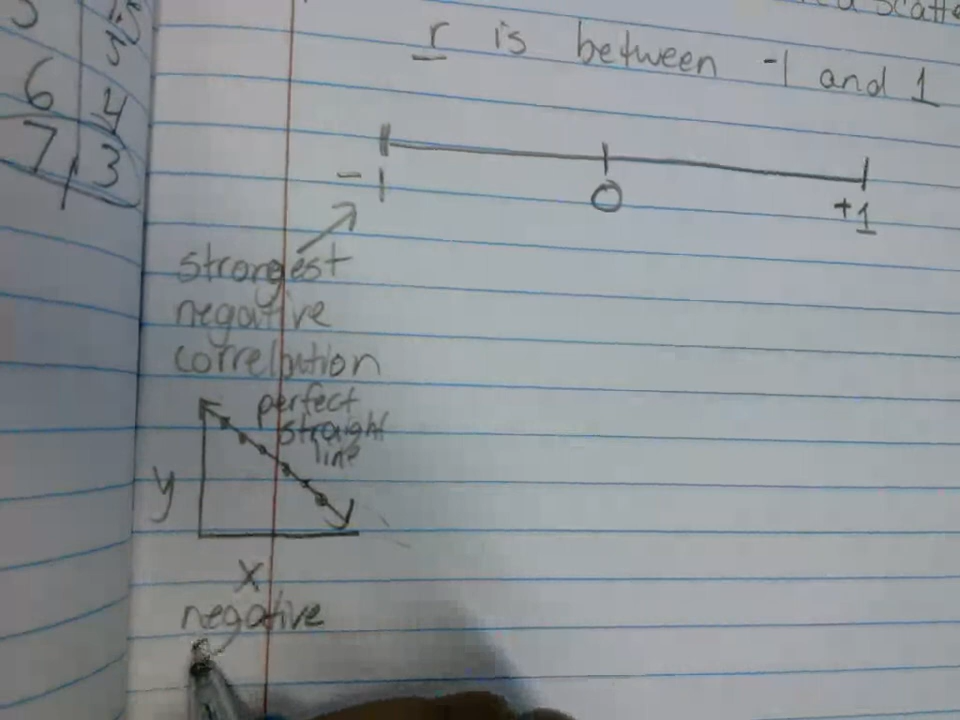 r is between -1 and 1
-1 0 +1
strongest
negative
correlation
perfect
straight
line
y
x
negative
6 4
7 3